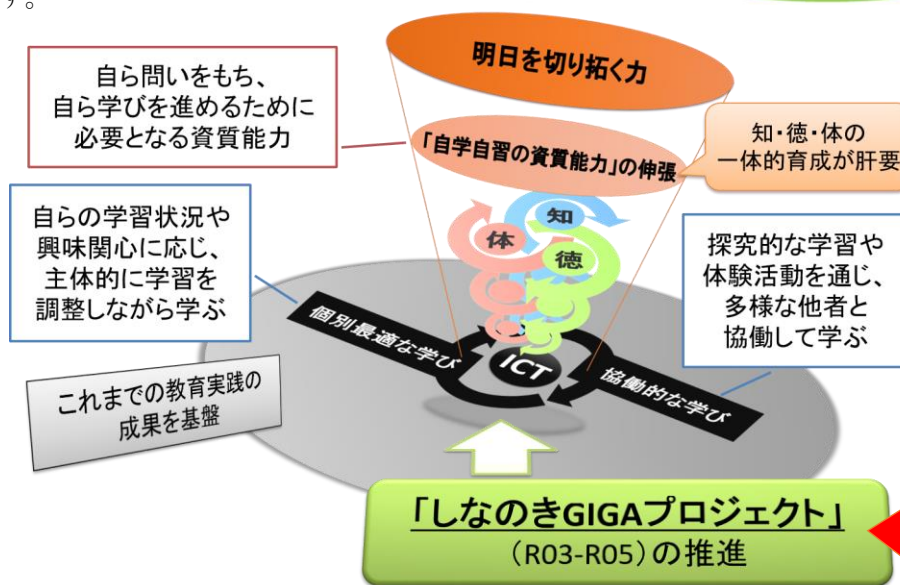 す。
明日を切り拓く力
自ら問いをもち、
自ら学びを進めるために
必要となる資質能力
「自学自習の資質能力」の伸張
知・徳・体の
一体的育成が肝要
知
体
徳
自らの学習状況や
興味関心に応じ、
主体的に学習を
調整しながら学ぶ
探究的な学習や
体験活動を通じ、
多様な他者と
協働して学ぶ
個別最適な学び
ICT
協働的な学び
これまでの教育実践の
成果を基盤
「しなのきGIGAプロジェクト」
（R03-R05）の推進